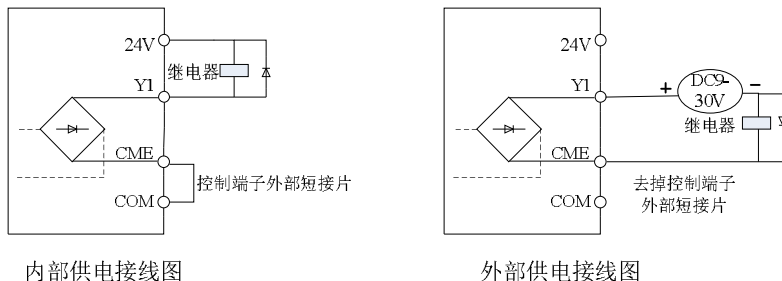 24V
继电器
Y1
CME
控制端子外部短接片
COM
内部供电接线图
24V
Y1
+
DC9-
30V
-
继电器
CME
去掉控制端子
外部短接片
COM
外部供电接线图